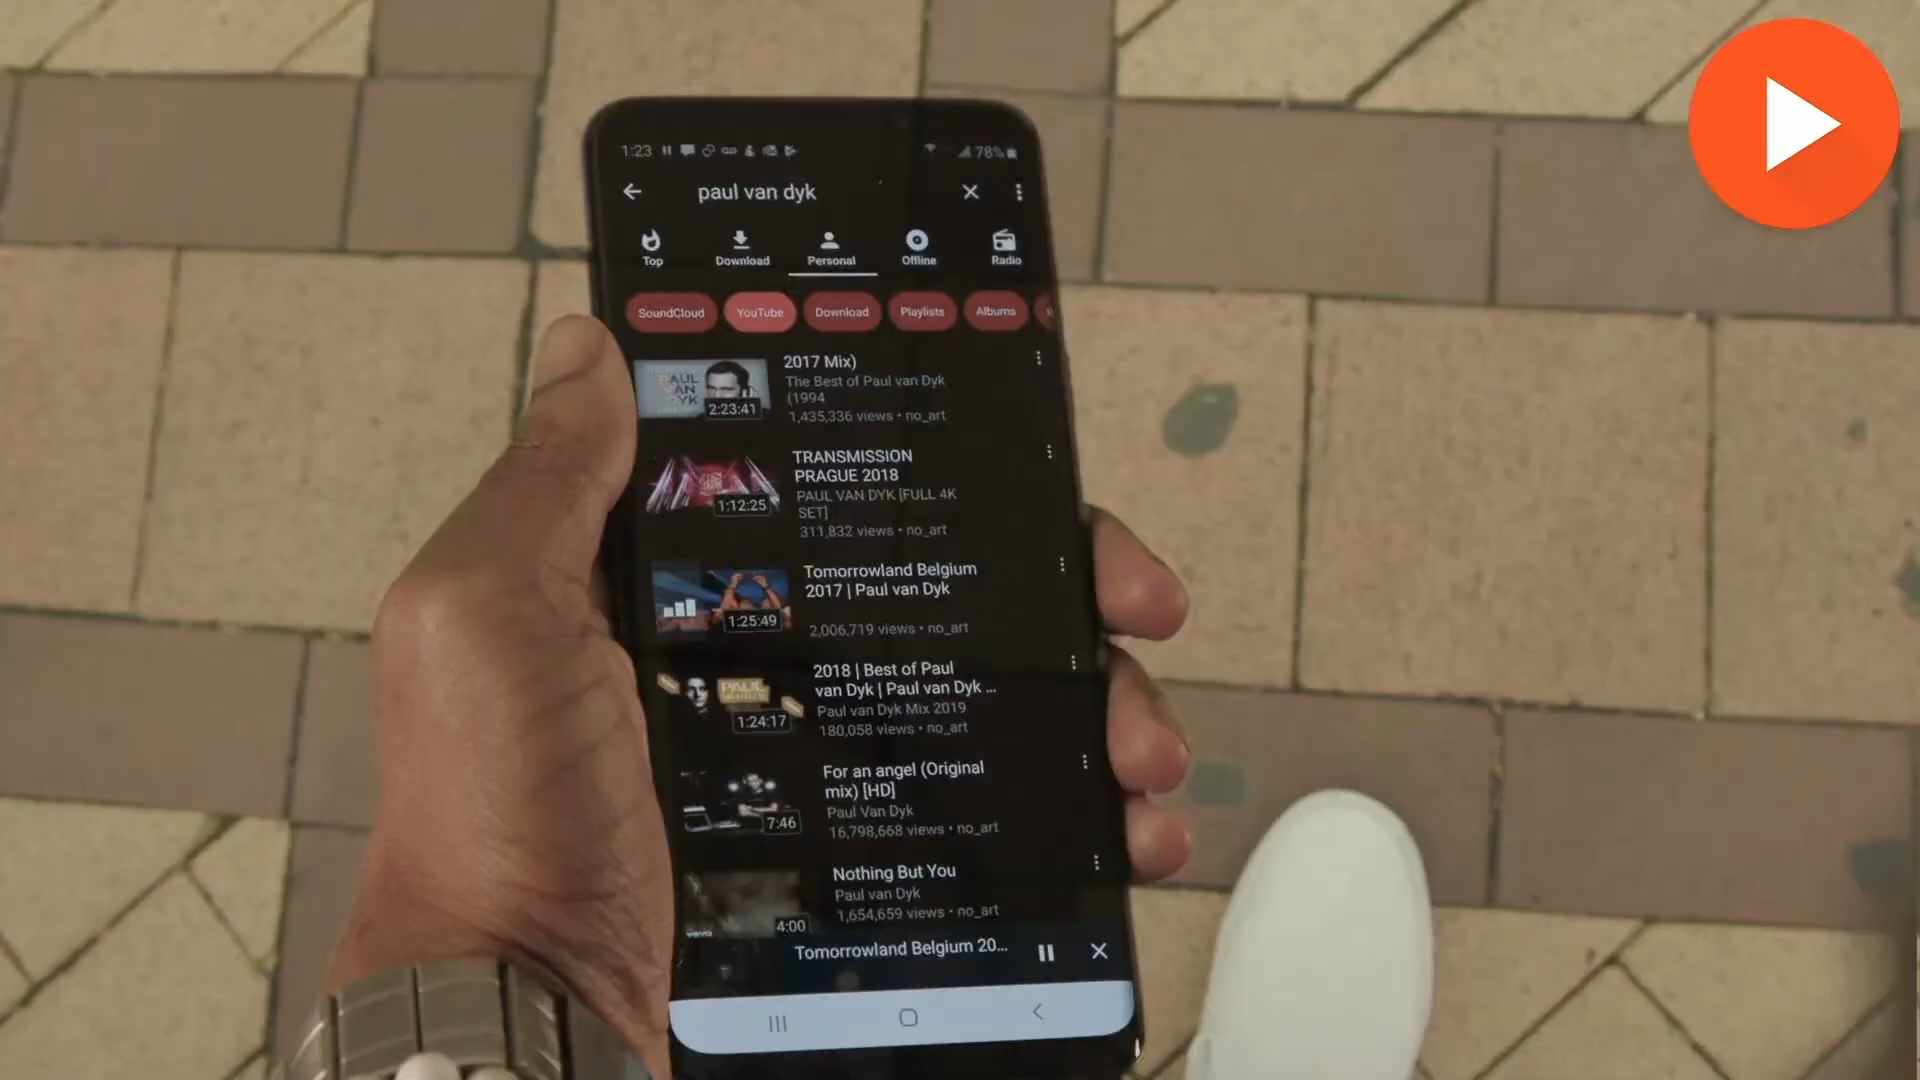 1:23
78%
paul van dyk
Top Download Personal Offline Radio
SoundCloud YouTube Download Playlists Albums
2017 Mix)
The Best of Paul van Dyk
(1994
1,435,336 views • no_art
PAUL
VAN
DYK
2:23:41
TRANSMISSION
PRAGUE 2018
PAUL VAN DYK [FULL 4K
SET]
311,832 views • no_art
1:12:25
Tomorrowland Belgium
2017 | Paul van Dyk
2,006,719 views • no_art
1:25:49
2018 | Best of Paul
van Dyk | Paul van Dyk ...
Paul van Dyk Mix 2019
180,058 views • no_art
PAUL
1:24:17
For an angel (Original
mix) [HD]
Paul Van Dyk
16,798,668 views • no_art
7:46
Nothing But You
Paul van Dyk
1,654,659 views • no_art
vevo
4:00
Tomorrowland Belgium 20...